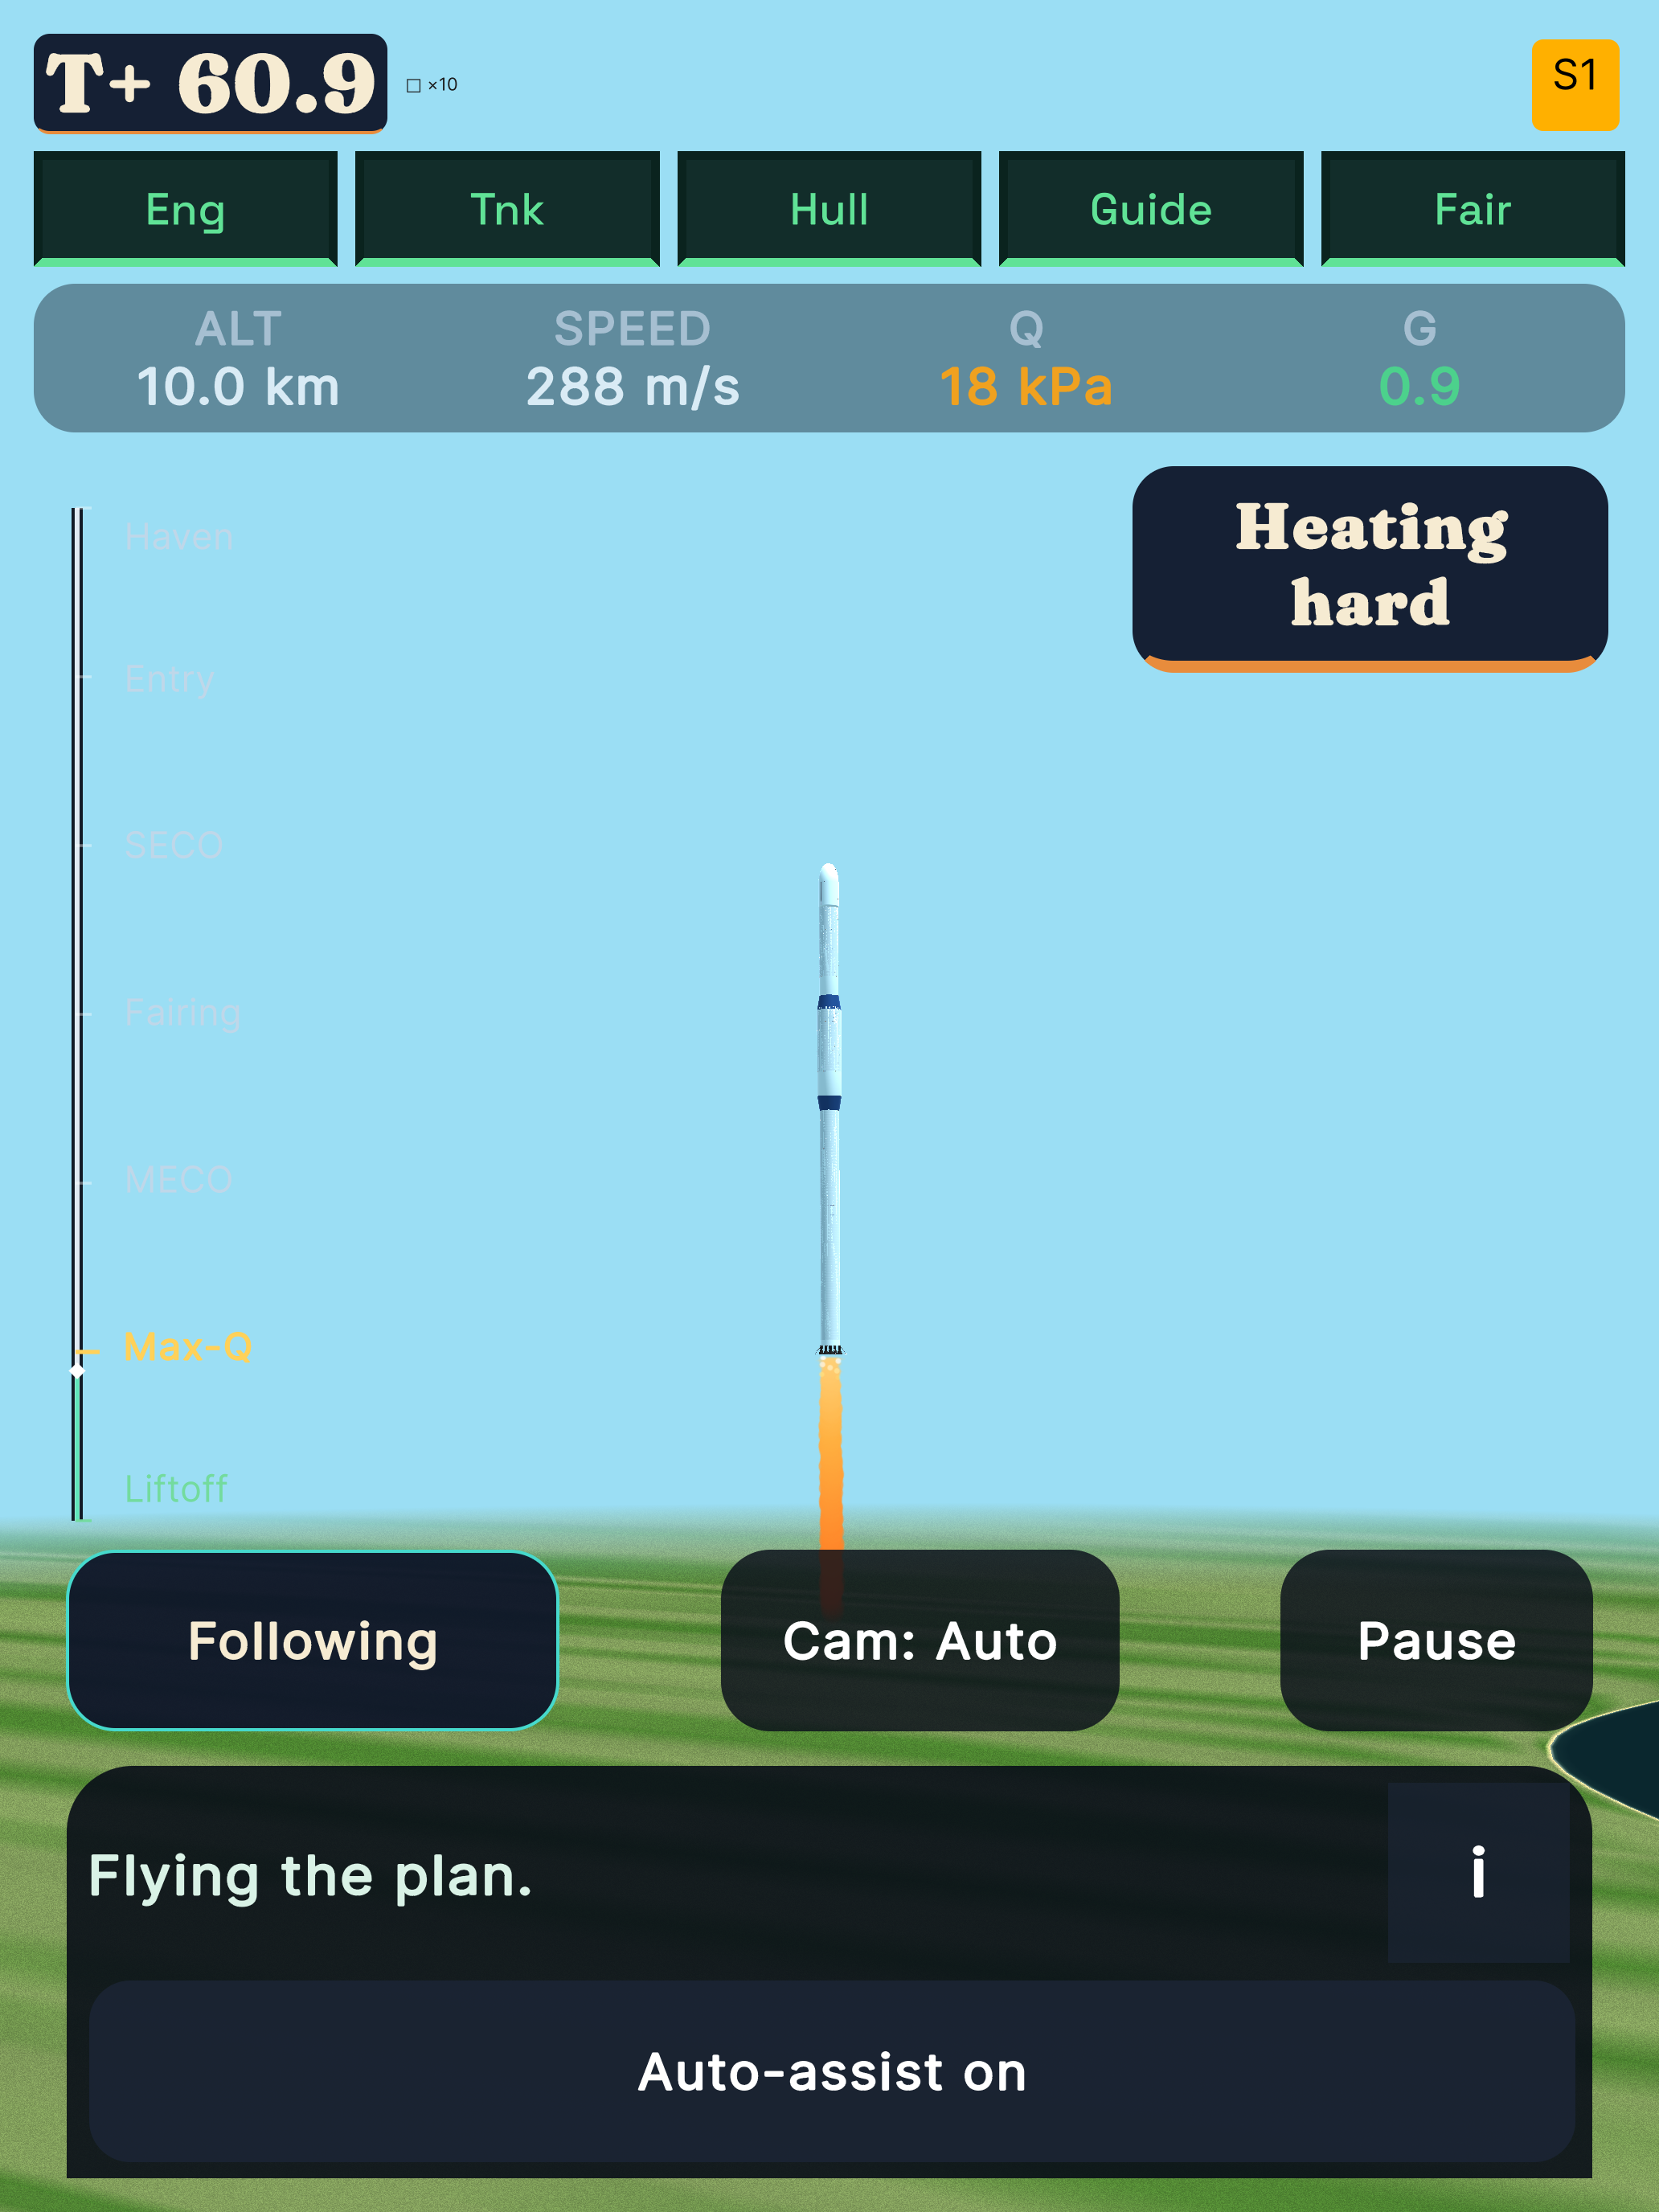 T+ 60.9
□ ×10
S1
Eng
Tnk
Hull
Guide
Fair
ALT
SPEED
Q
G
10.0 km
288 m/s
18 kPa
0.9
Heating
hard
Haven
Entry
SECO
Fairing
MECO
Max-Q
Liftoff
Following
Cam: Auto
Pause
Flying the plan.
i
Auto-assist on